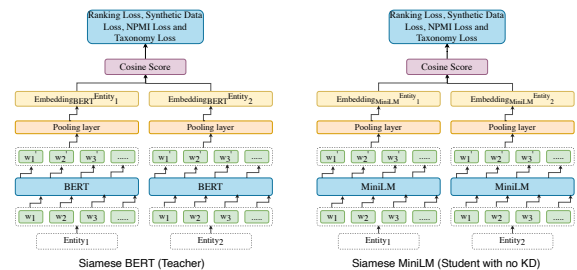 Ranking Loss, Synthetic Data
Loss, NPMI Loss and
Taxonomy Loss
Cosine Score
Embedding BERT Entity 1
Embedding BERT Entity 2
Pooling layer
Pooling layer
w1' w2' w3' .....
w1' w2' w3' .....
BERT
BERT
w1 w2 w3 .....
w1 w2 w3 .....
Entity1
Entity2
Siamese BERT (Teacher)
Ranking Loss, Synthetic Data
Loss, NPMI Loss and
Taxonomy Loss
Cosine Score
Embedding MiniLM Entity 1
Embedding MiniLM Entity 2
Pooling layer
Pooling layer
w1' w2' w3' .....
w1' w2' w3' .....
MiniLM
MiniLM
w1 w2 w3 .....
w1 w2 w3 .....
Entity1
Entity2
Siamese MiniLM (Student with no KD)